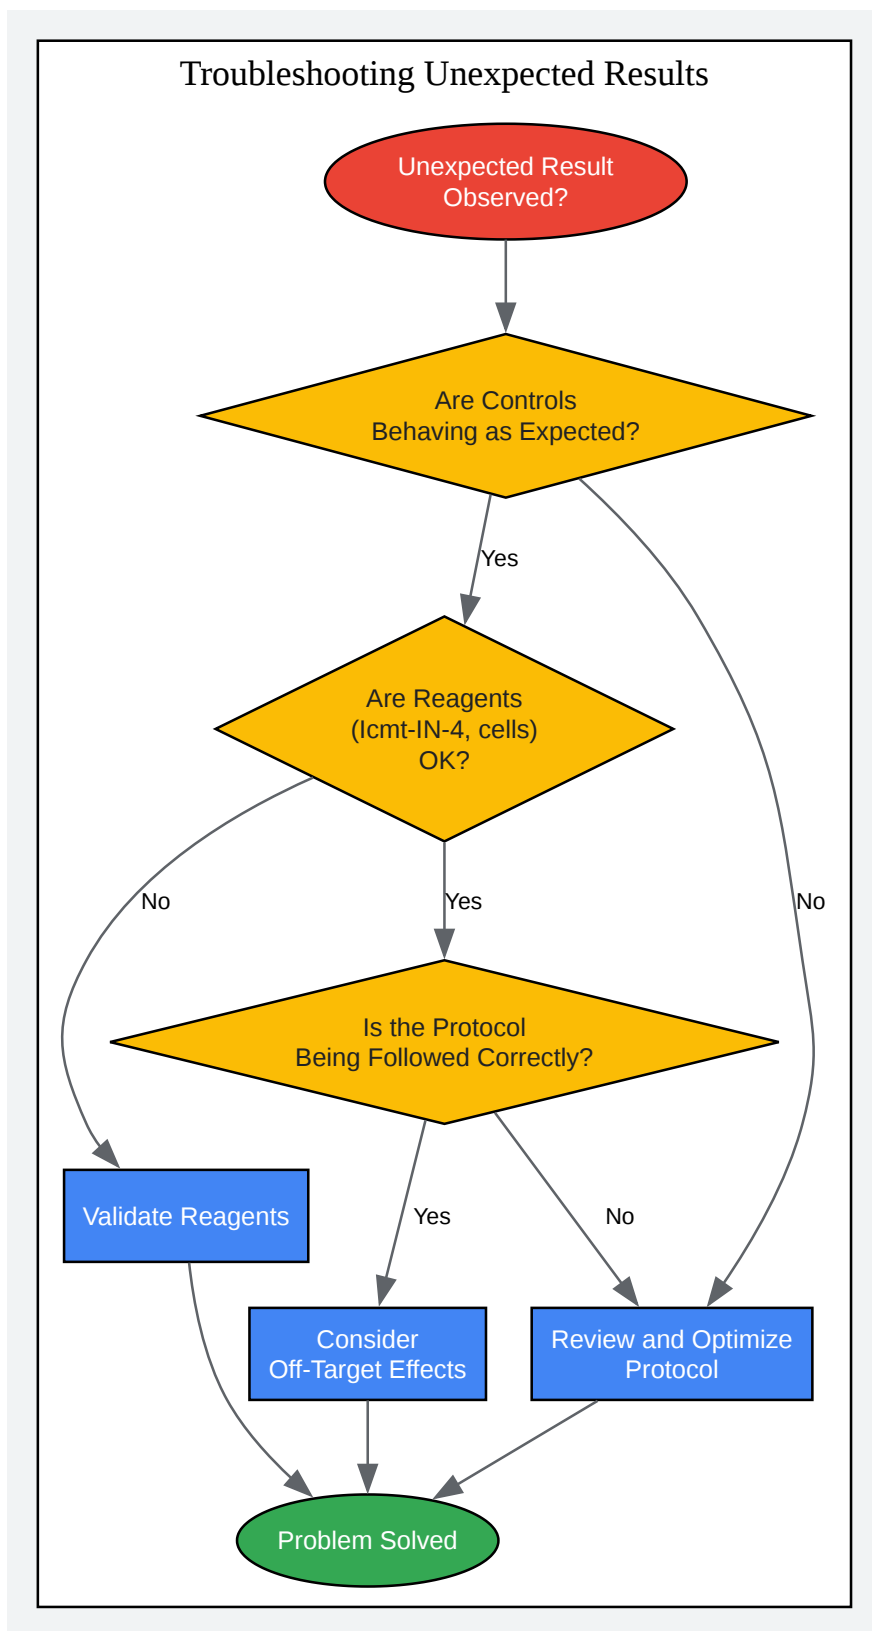 Troubleshooting Unexpected Results
Unexpected Result
Observed?
Are Controls
Behaving as Expected?
Yes
Are Reagents
(Icmt-IN-4, cells)
OK?
No
Yes
No
Is the Protocol
Being Followed Correctly?
Validate Reagents
Yes
No
Consider
Off-Target Effects
Review and Optimize
Protocol
Problem Solved